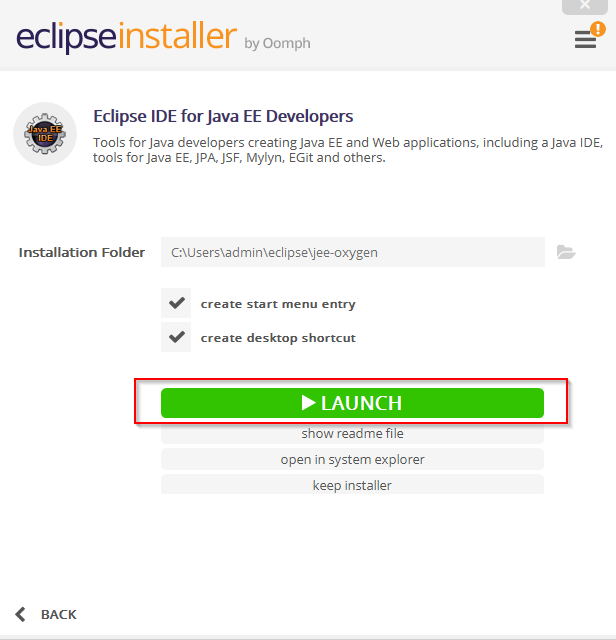 eclipseinstaller by Oomph
!
Java EE
IDE
Eclipse IDE for Java EE Developers
Tools for Java developers creating Java EE and Web applications, including a Java IDE,
tools for Java EE, JPA, JSF, Mylyn, EGit and others.
Installation Folder C:\Users\admin\eclipse\jee-oxygen
create start menu entry
create desktop shortcut
LAUNCH
show readme file
open in system explorer
keep installer
BACK